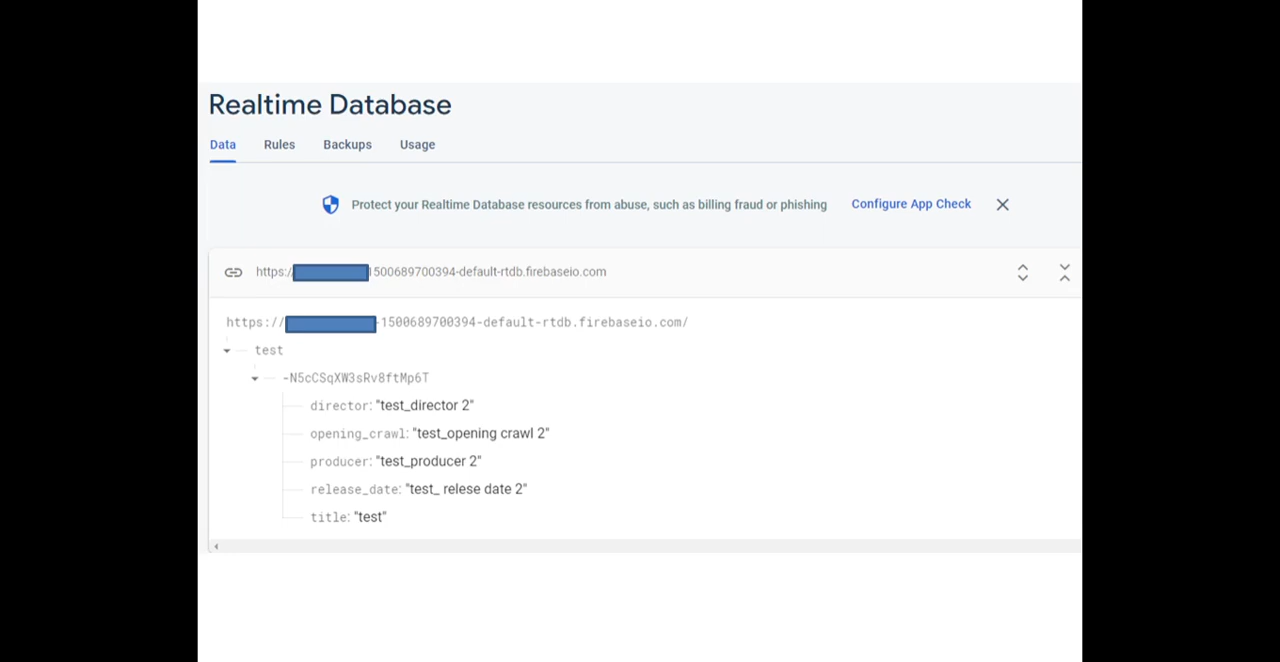 Realtime Database
Data Rules Backups Usage
Protect your Realtime Database resources from abuse, such as billing fraud or phishing Configure App Check
https:/ 1500689700394-default-rtdb.firebaseio.com
https:// -1500689700394-default-rtdb.firebaseio.com/
test
-N5cCSqXW3sRv8ftMp6T
director: "test_director 2"
opening_crawl: "test_opening crawl 2"
producer: "test_producer 2"
release_date: "test_ relese date 2"
title: "test"